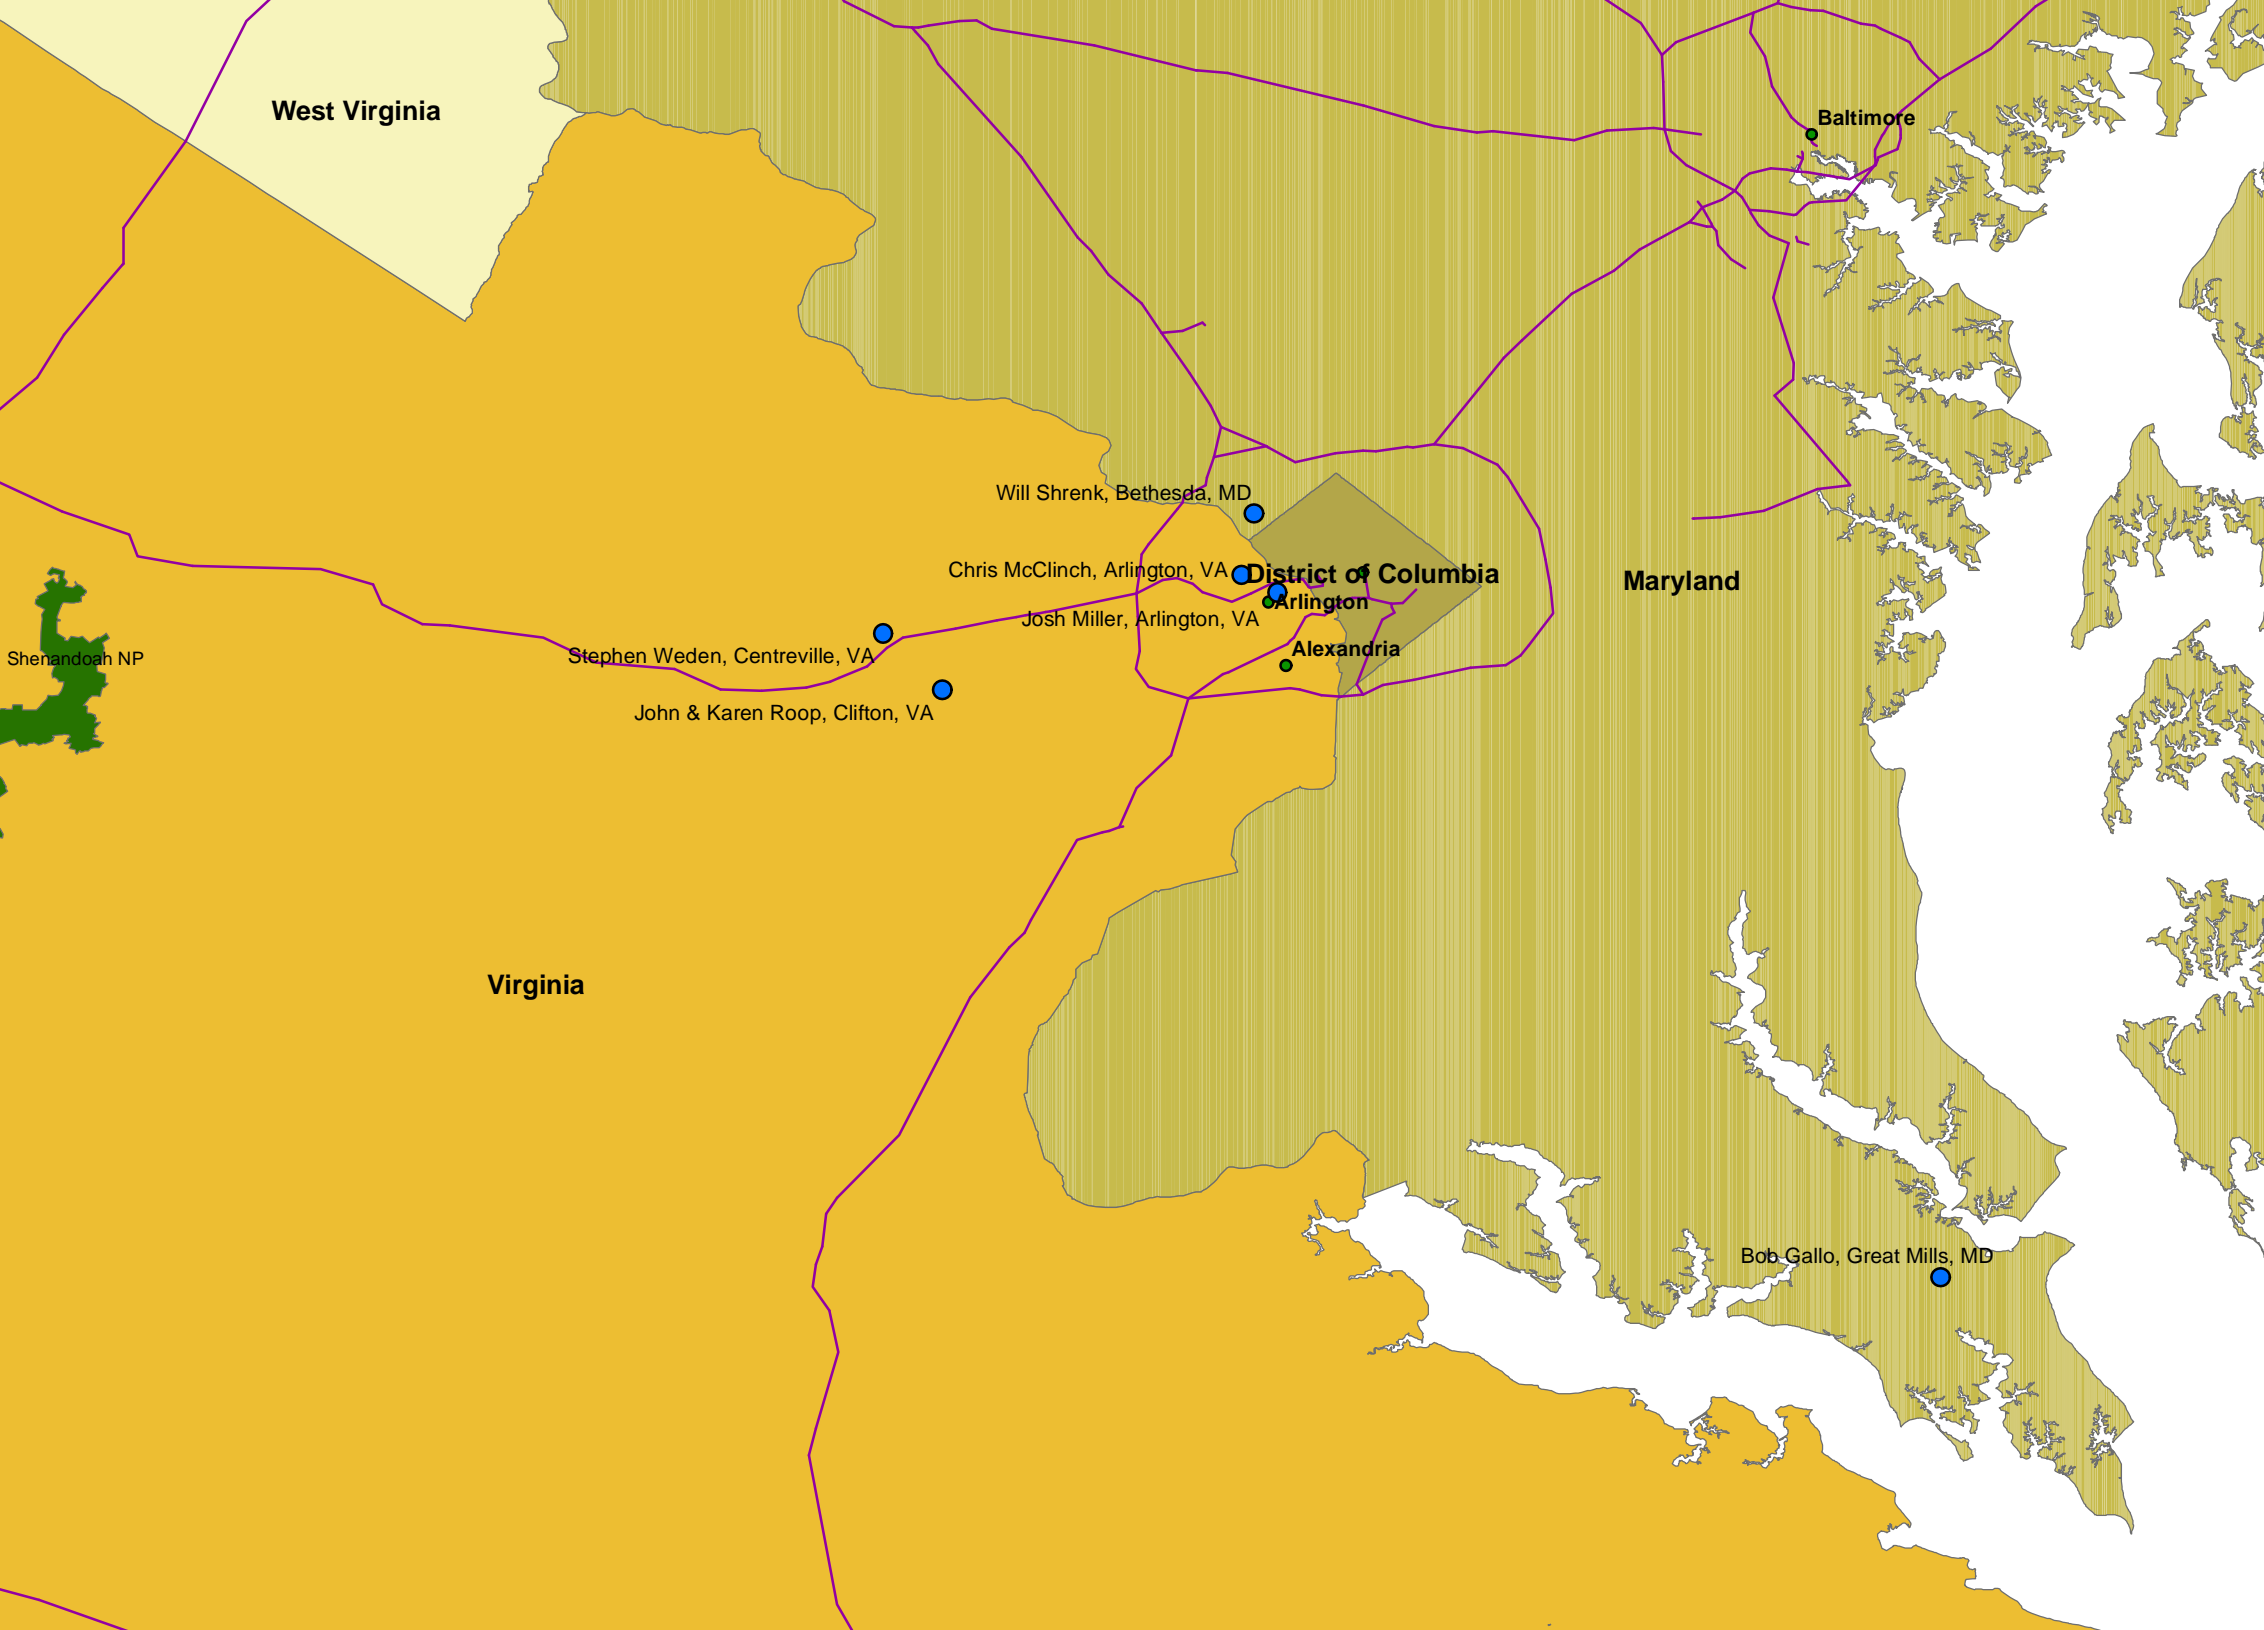 West Virginia
Baltimore
Will Shrenk, Bethesda, MD
Chris McClinch, Arlington, VA
District of Columbia
Maryland
Arlington
Josh Miller, Arlington, VA
Alexandria
Stephen Weden, Centreville, VA
Shenandoah NP
John & Karen Roop, Clifton, VA
Virginia
Bob Gallo, Great Mills, MD